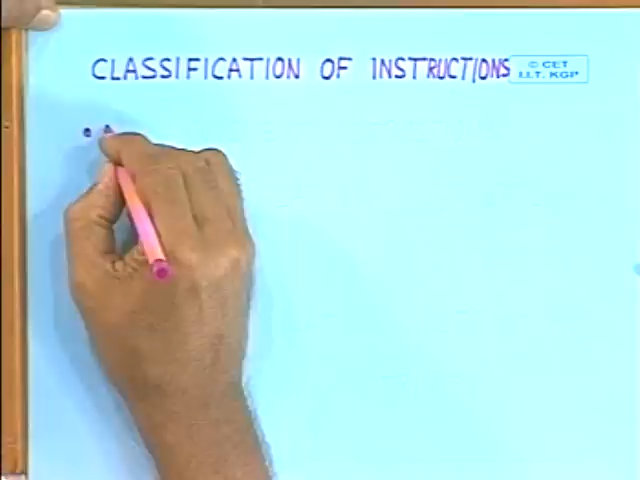 CLASSIFICATION OF INSTRUCTIONS
© CET
I.I.T. KGP